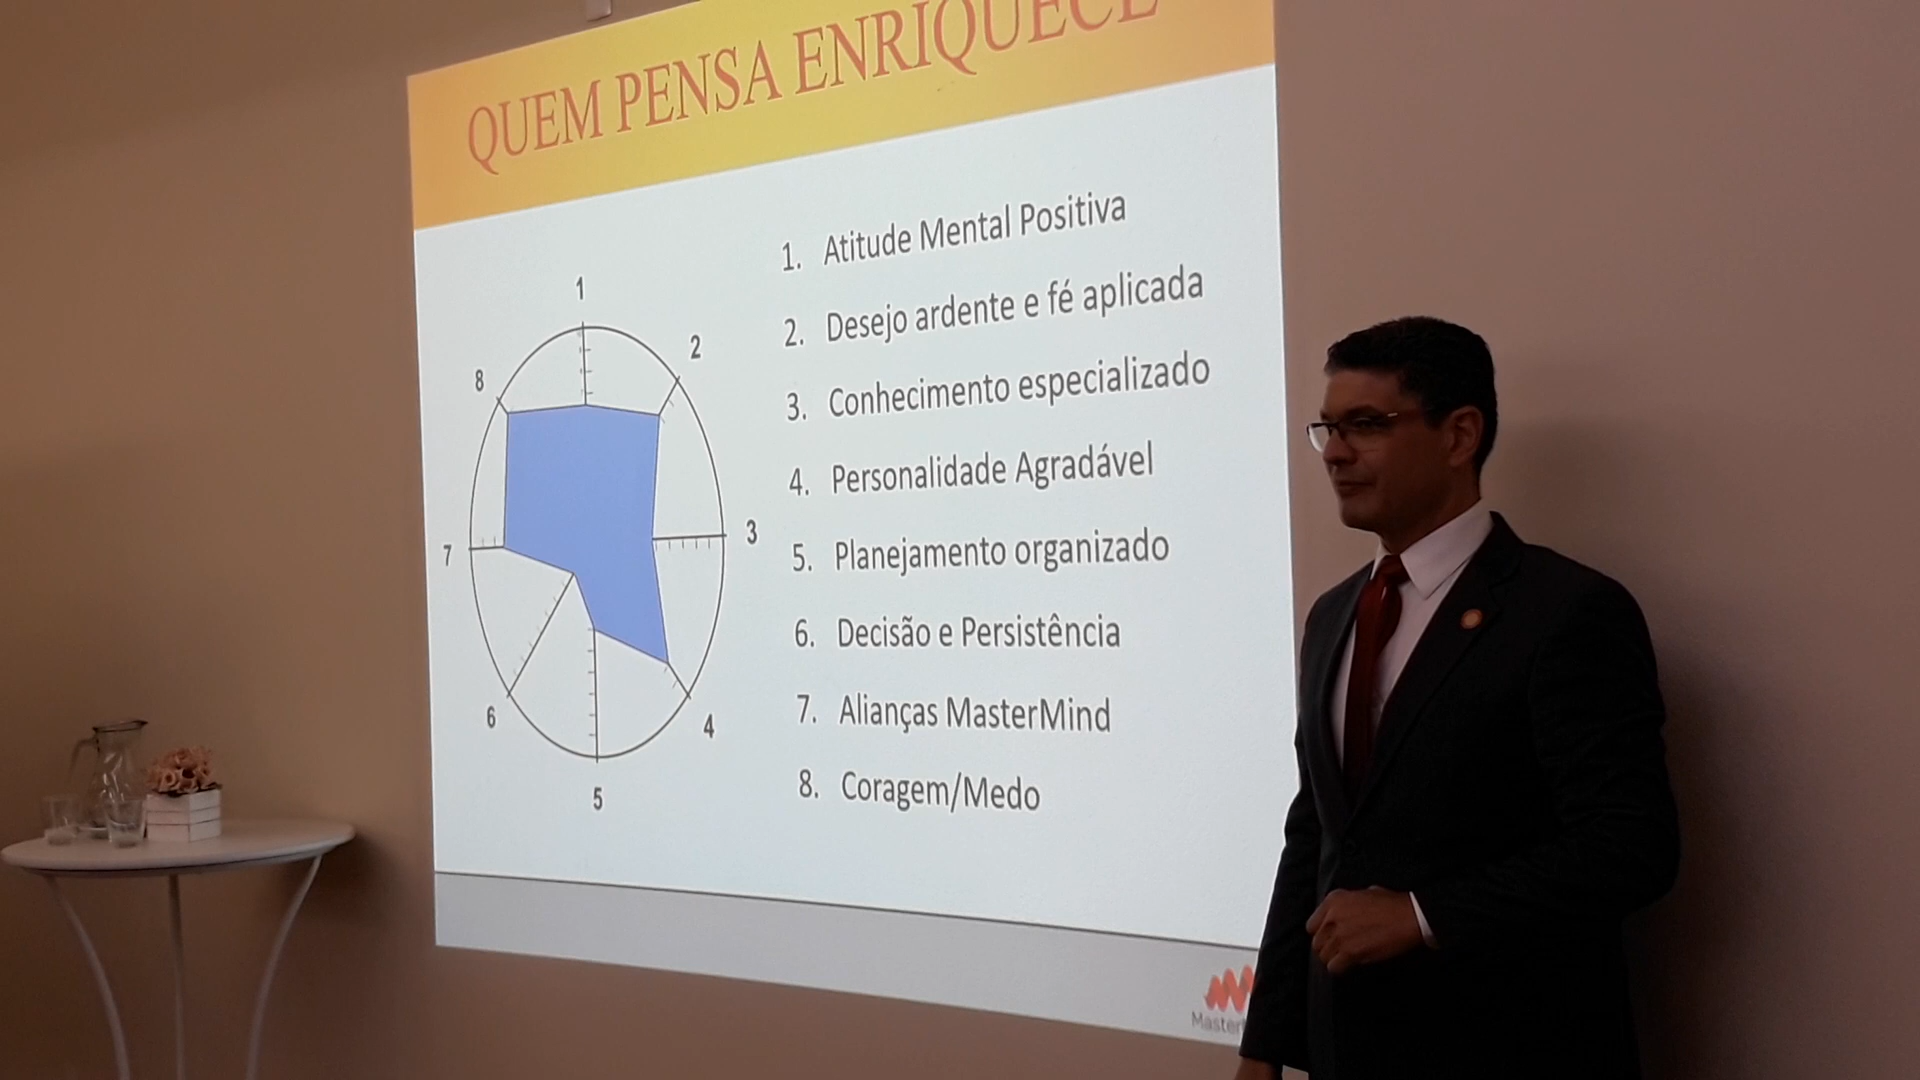 QUEM PENSA ENRIQUECE
1. Atitude Mental Positiva
2. Desejo ardente e fé aplicada
3. Conhecimento especializado
4. Personalidade Agradável
5. Planejamento organizado
6. Decisão e Persistência
7. Alianças MasterMind
8. Coragem/Medo
1
2
3
4
5
6
7
8
Master